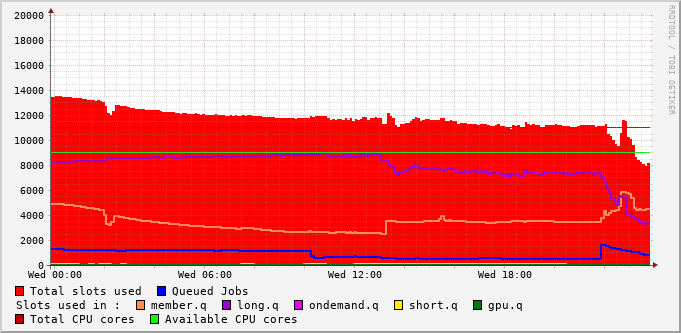 20000
18000
16000
14000
12000
10000
8000
6000
4000
2000
0
Wed 00:00 Wed 06:00 Wed 12:00 Wed 18:00
Total slots used Queued Jobs
Slots used in : member.q long.q ondemand.q short.q gpu.q
Total CPU cores Available CPU cores
RRDTOOL / TOBI OETIKER